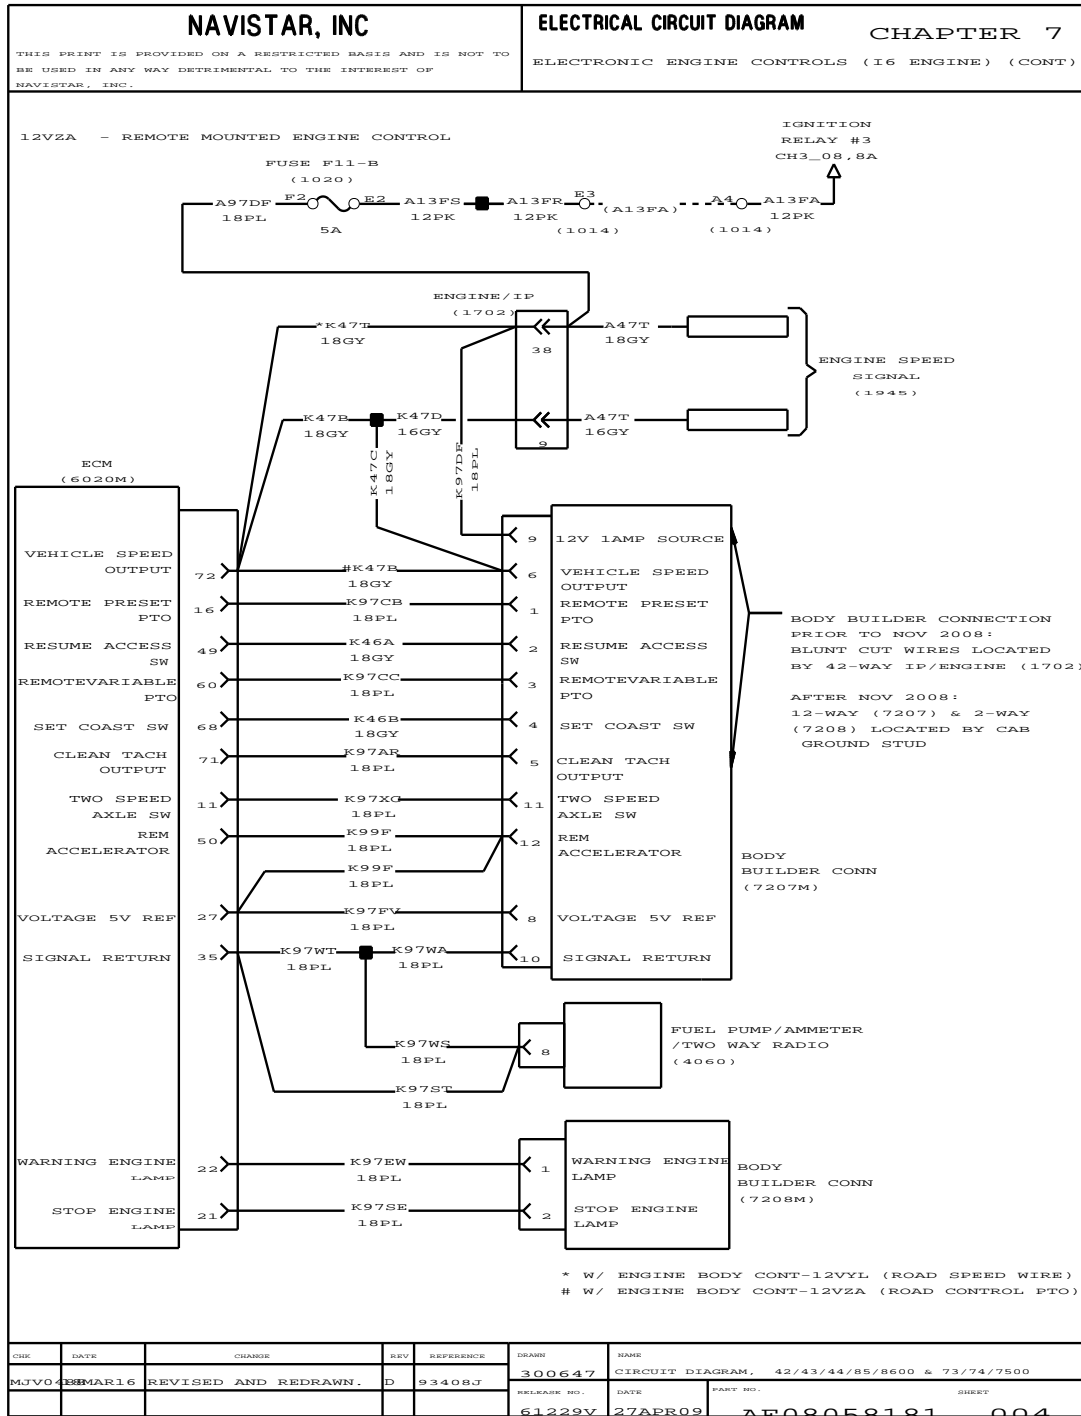 NAVISTAR, INC
THIS PRINT IS PROVIDED ON A RESTRICTED BASIS AND IS NOT TO
BE USED IN ANY WAY DETRIMENTAL TO THE INTEREST OF
NAVISTAR, INC.
ELECTRICAL CIRCUIT DIAGRAM
CHAPTER 7
ELECTRONIC ENGINE CONTROLS (I6 ENGINE) (CONT)
12VZA - REMOTE MOUNTED ENGINE CONTROL
IGNITION
RELAY #3
CH3_08,8A
FUSE F11-B
(1020)
A97DF
18PL
F2
E2
5A
A13FS
12PK
A13FR
12PK
E3
(1014)
(A13FA)
A4
(1014)
A13FA
12PK
ENGINE/IP
(1702)
*K47T
18GY
38
A47T
18GY
ENGINE SPEED
SIGNAL
(1945)
K47B
18GY
K47D
16GY
9
A47T
16GY
K47C
18GY
K97DF
18PL
ECM
(6020M)
VEHICLE SPEED
OUTPUT
72
#K47B
18GY
9
12V 1AMP SOURCE
6
VEHICLE SPEED
OUTPUT
REMOTE PRESET
PTO
16
K97CB
18PL
1
REMOTE PRESET
PTO
RESUME ACCESS
SW
49
K46A
18GY
2
RESUME ACCESS
SW
REMOTEVARIABLE
PTO
60
K97CC
18PL
3
REMOTEVARIABLE
PTO
SET COAST SW
68
K46B
18GY
4
SET COAST SW
CLEAN TACH
OUTPUT
71
K97AR
18PL
5
CLEAN TACH
OUTPUT
TWO SPEED
AXLE SW
11
K97XG
18PL
11
TWO SPEED
AXLE SW
REM
ACCELERATOR
50
K99F
18PL
12
REM
ACCELERATOR
K99F
18PL
VOLTAGE 5V REF
27
K97FV
18PL
8
VOLTAGE 5V REF
SIGNAL RETURN
35
K97WT
18PL
K97WA
18PL
10
SIGNAL RETURN
BODY BUILDER CONNECTION
PRIOR TO NOV 2008:
BLUNT CUT WIRES LOCATED
BY 42-WAY IP/ENGINE (1702)
AFTER NOV 2008:
12-WAY (7207) & 2-WAY
(7208) LOCATED BY CAB
GROUND STUD
BODY
BUILDER CONN
(7207M)
K97WS
18PL
8
FUEL PUMP/AMMETER
/TWO WAY RADIO
(4060)
K97ST
18PL
WARNING ENGINE
LAMP
22
K97EW
18PL
1
WARNING ENGINE
LAMP
STOP ENGINE
LAMP
21
K97SE
18PL
2
STOP ENGINE
LAMP
BODY
BUILDER CONN
(7208M)
* W/ ENGINE BODY CONT-12VYL (ROAD SPEED WIRE)
# W/ ENGINE BODY CONT-12VZA (ROAD CONTROL PTO)
CHK DATE CHANGE REV REFERENCE
MAR16 REVISED AND REDRAWN. D 93408J
DRAWN
300647
NAME
CIRCUIT DIAGRAM, 42/43/44/85/8600 & 73/74/7500
RELEASE NO.
61229V
DATE
27APR09
PART NO.
AF08058181
SHEET
004